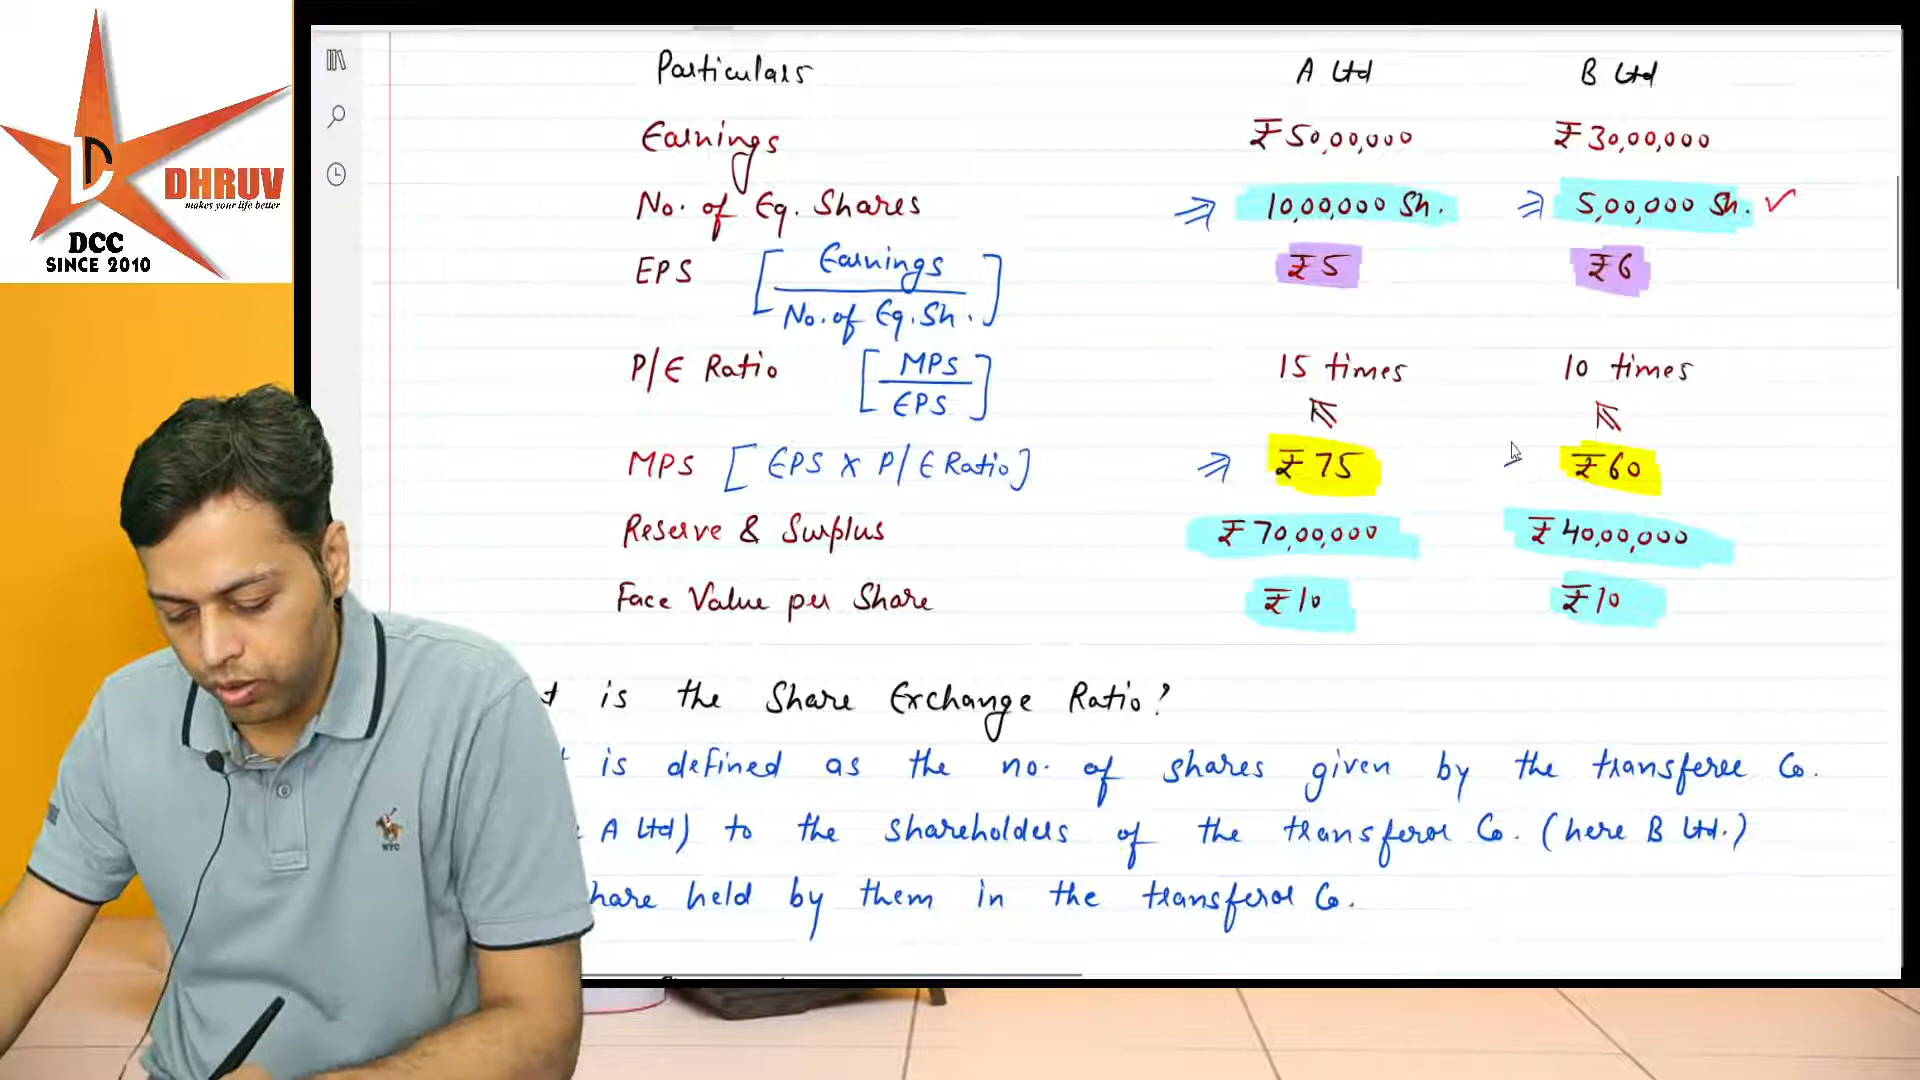 DC
DHRUV
makes your life better
DCC
SINCE 2010
Particulars A Ltd B Ltd
Earnings ₹50,00,000 ₹30,00,000
No. of Eq. Shares ⇒ 10,00,000 Sh. ⇒ 5,00,000 Sh. ✓
EPS [Earnings / No. of Eq. Sh.] ₹5 ₹6
P/E Ratio [MPS / EPS] 15 times 10 times
MPS [EPS X P/E Ratio] ⇒ ₹75 ₹60
Reserve & Surplus ₹70,00,000 ₹40,00,000
Face Value per Share ₹10 ₹10
is the Share Exchange Ratio?
is defined as the no. of shares given by the transferee Co.
A Ltd) to the shareholders of the transferor Co. (here B Ltd.)
hare held by them in the transferor Co.
NYC